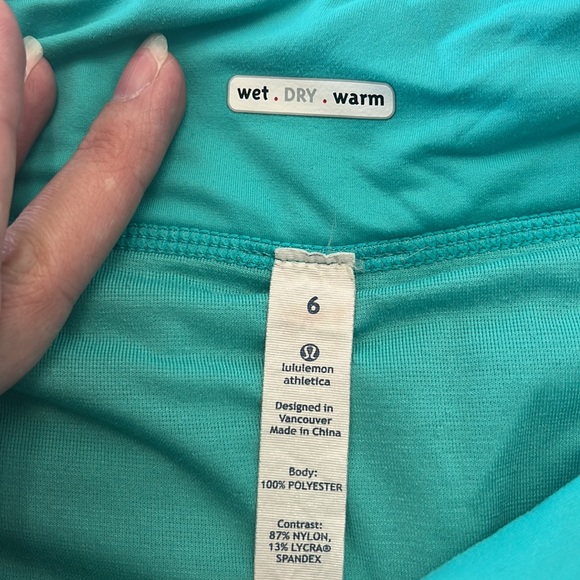 wet . DRY . warm
6
lululemon
athletica
Designed in
Vancouver
Made in China
Body:
100% POLYESTER
Contrast:
87% NYLON,
13% LYCRA®
SPANDEX